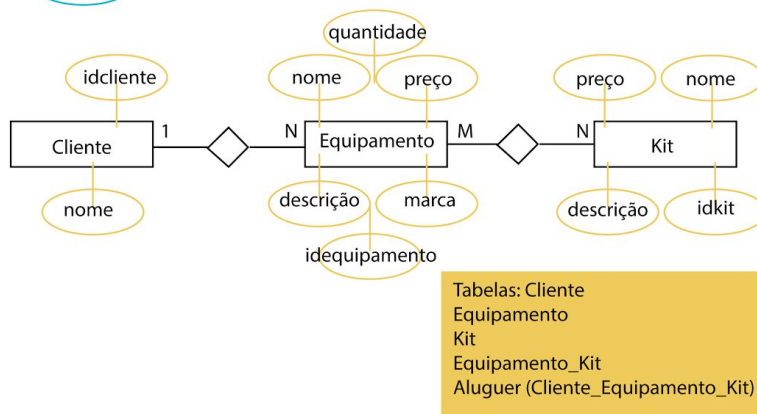 quantidade
idcliente
nome
preço
preço
nome
Cliente
1
N
Equipamento
M
N
Kit
nome
descrição
marca
descrição
idkit
idequipamento
Tabelas: Cliente
Equipamento
Kit
Equipamento_Kit
Aluguer (Cliente_Equipamento_Kit)